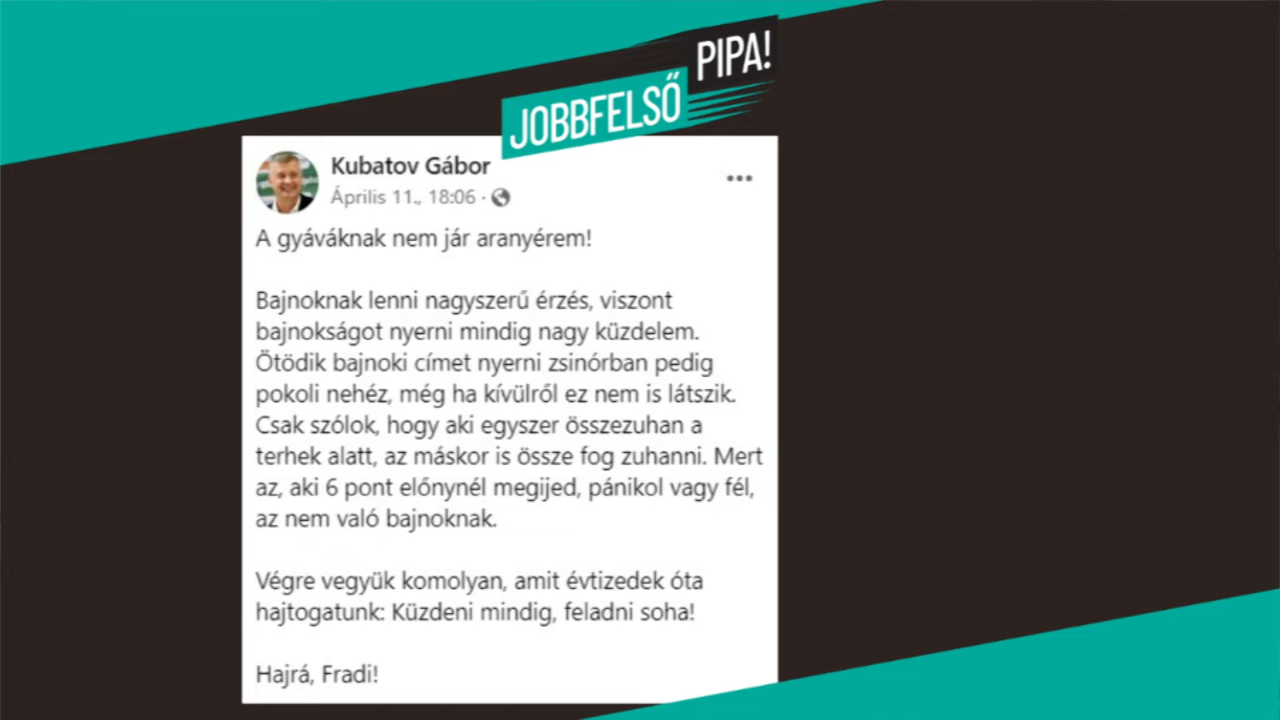 PIPA!
JOBBFELSŐ
Kubatov Gábor
Április 11., 18:06 ·
A gyáváknak nem jár aranyérem!
Bajnoknak lenni nagyszerű érzés, viszont
bajnokságot nyerni mindig nagy küzdelem.
Ötödik bajnoki címet nyerni zsinórban pedig
pokoli nehéz, még ha kívülről ez nem is látszik.
Csak szólok, hogy aki egyszer összezuhan a
terhek alatt, az máskor is össze fog zuhanni. Mert
az, aki 6 pont előnynél megijed, pánikol vagy fél,
az nem való bajnoknak.
Végre vegyük komolyan, amit évtizedek óta
hajtogatunk: Küzdeni mindig, feladni soha!
Hajrá, Fradi!